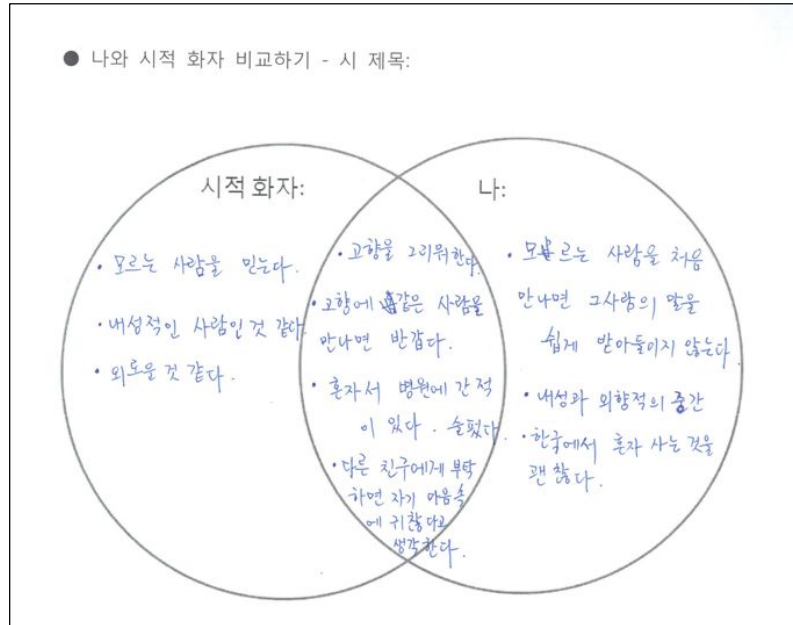 ● 나와 시적 화자 비교하기 - 시 제목:
시적 화자:
• 모르는 사람을 믿는다.
• 내성적인 사람인 것 같다.
• 외로운 것 같다.
• 고향을 그리워한다.
• 고향에 같은 사람을
만나면 반갑다.
• 혼자서 병원에 간 적
이 있다. 슬펐다.
• 다른 친구에게 부탁
하면 자기 마음속
에 귀찮다고
생각한다.
나:
• 모르는 사람을 처음
만나면 그사람의 말을
쉽게 받아들이지 않는다
• 내성과 외향적의 중간
• 한국에서 혼자 사는 것을
괜찮다.